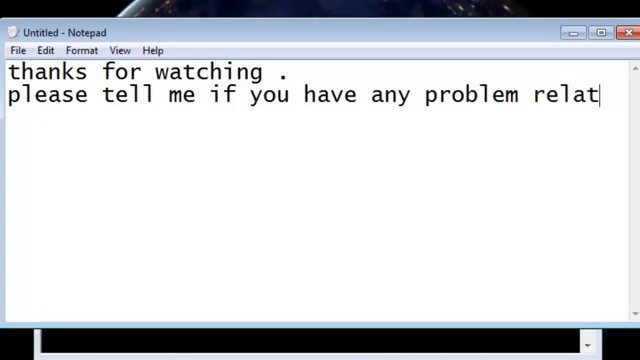 Untitled - Notepad
File Edit Format View Help
thanks for watching .
please tell me if you have any problem relat